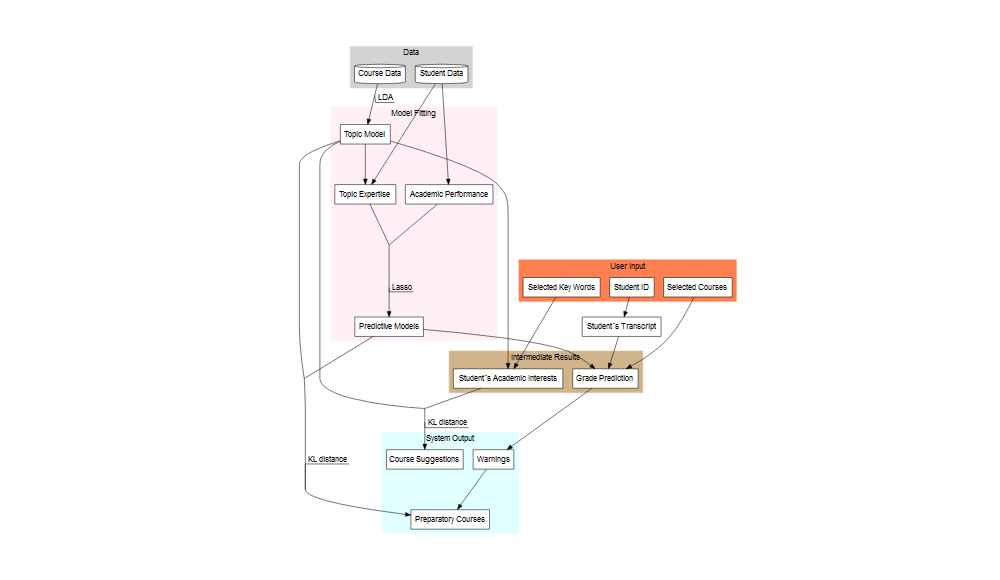 Data
Course Data
Student Data
LDA
Model Fitting
Topic Model
Topic Expertise
Academic Performance
User Input
Selected Key Words
Student ID
Selected Courses
Lasso
Predictive Models
Student`s Transcript
Intermediate Results
Student`s Academic Interests
Grade Prediction
KL distance
System Output
Course Suggestions
Warnings
KL distance
Preparatory Courses